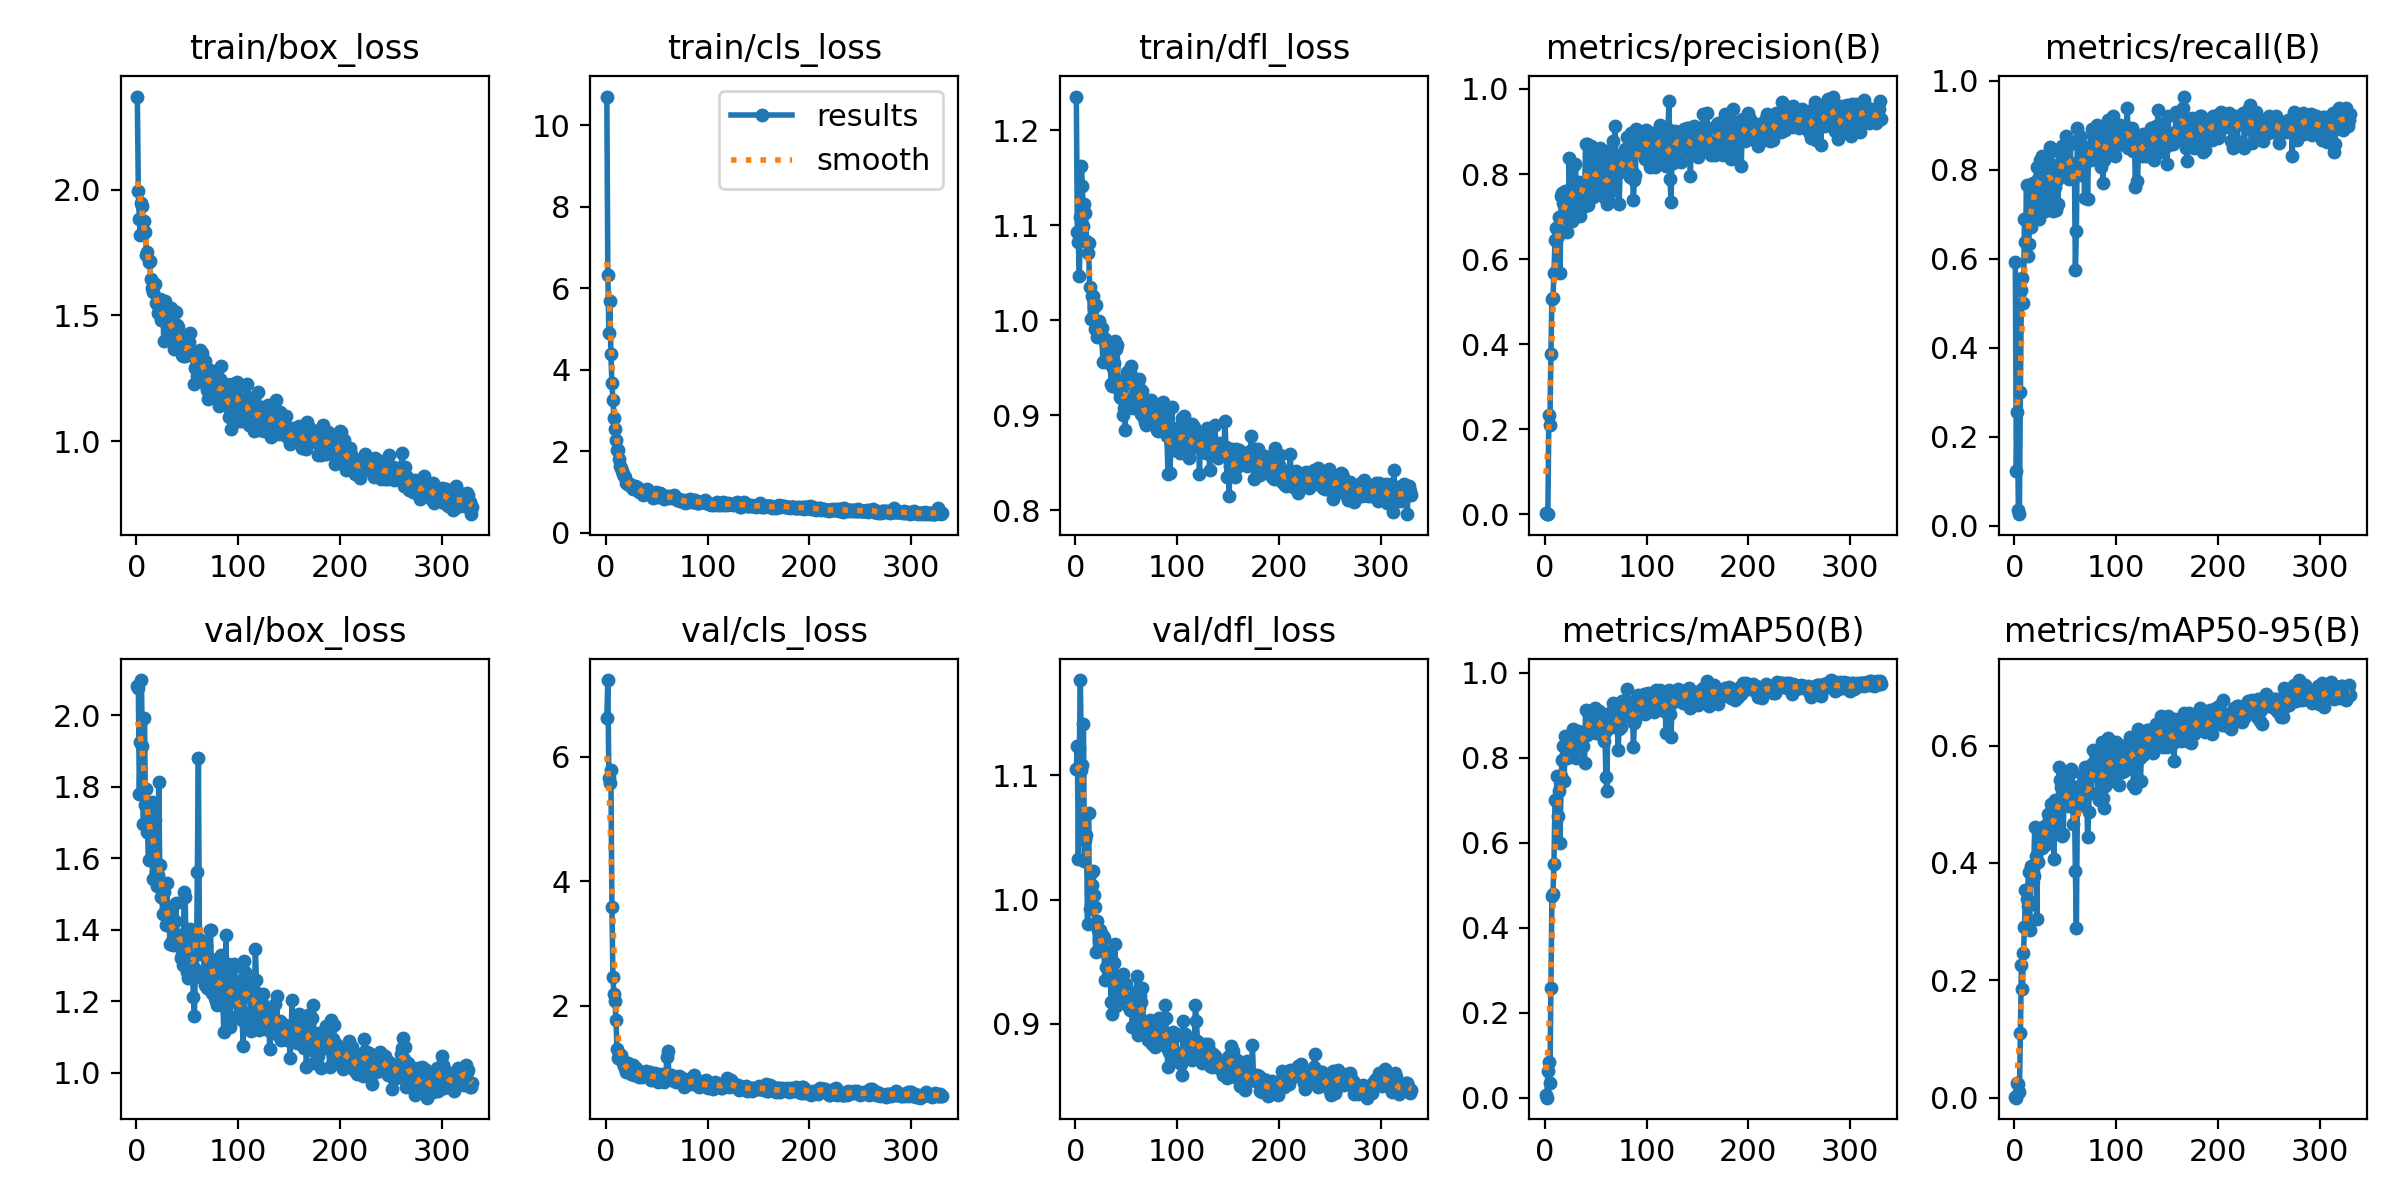 train/box_loss
2.0
1.5
1.0
0 100 200 300
train/cls_loss
results
smooth
10
8
6
4
2
0
0 100 200 300
train/dfl_loss
1.2
1.1
1.0
0.9
0.8
0 100 200 300
metrics/precision(B)
1.0
0.8
0.6
0.4
0.2
0.0
0 100 200 300
metrics/recall(B)
1.0
0.8
0.6
0.4
0.2
0.0
0 100 200 300
val/box_loss
2.0
1.8
1.6
1.4
1.2
1.0
0 100 200 300
val/cls_loss
6
4
2
0 100 200 300
val/dfl_loss
1.1
1.0
0.9
0 100 200 300
metrics/mAP50(B)
1.0
0.8
0.6
0.4
0.2
0.0
0 100 200 300
metrics/mAP50-95(B)
0.6
0.4
0.2
0.0
0 100 200 300